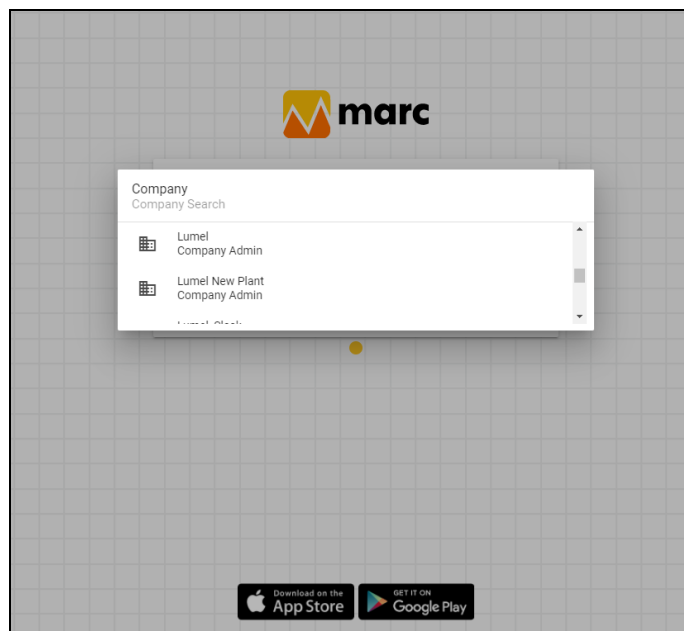 marc
Company
Company Search
Lumel
Company Admin
Lumel New Plant
Company Admin
Download on the
App Store
GET IT ON
Google Play